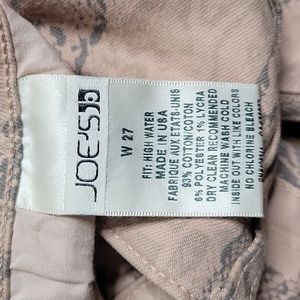 JOE'S
W 27
FIT: HIGH WATER
MADE IN USA
FABRIQUE AUX ETATS-UNIS
93% COTTON/COTON
6% POLYESTER 1% LYCRA
DRY CLEAN RECOMMENDED
MACHINE WASH COLD
INSIDE OUT WITH LIKE COLORS
NO CHLORINE BLEACH